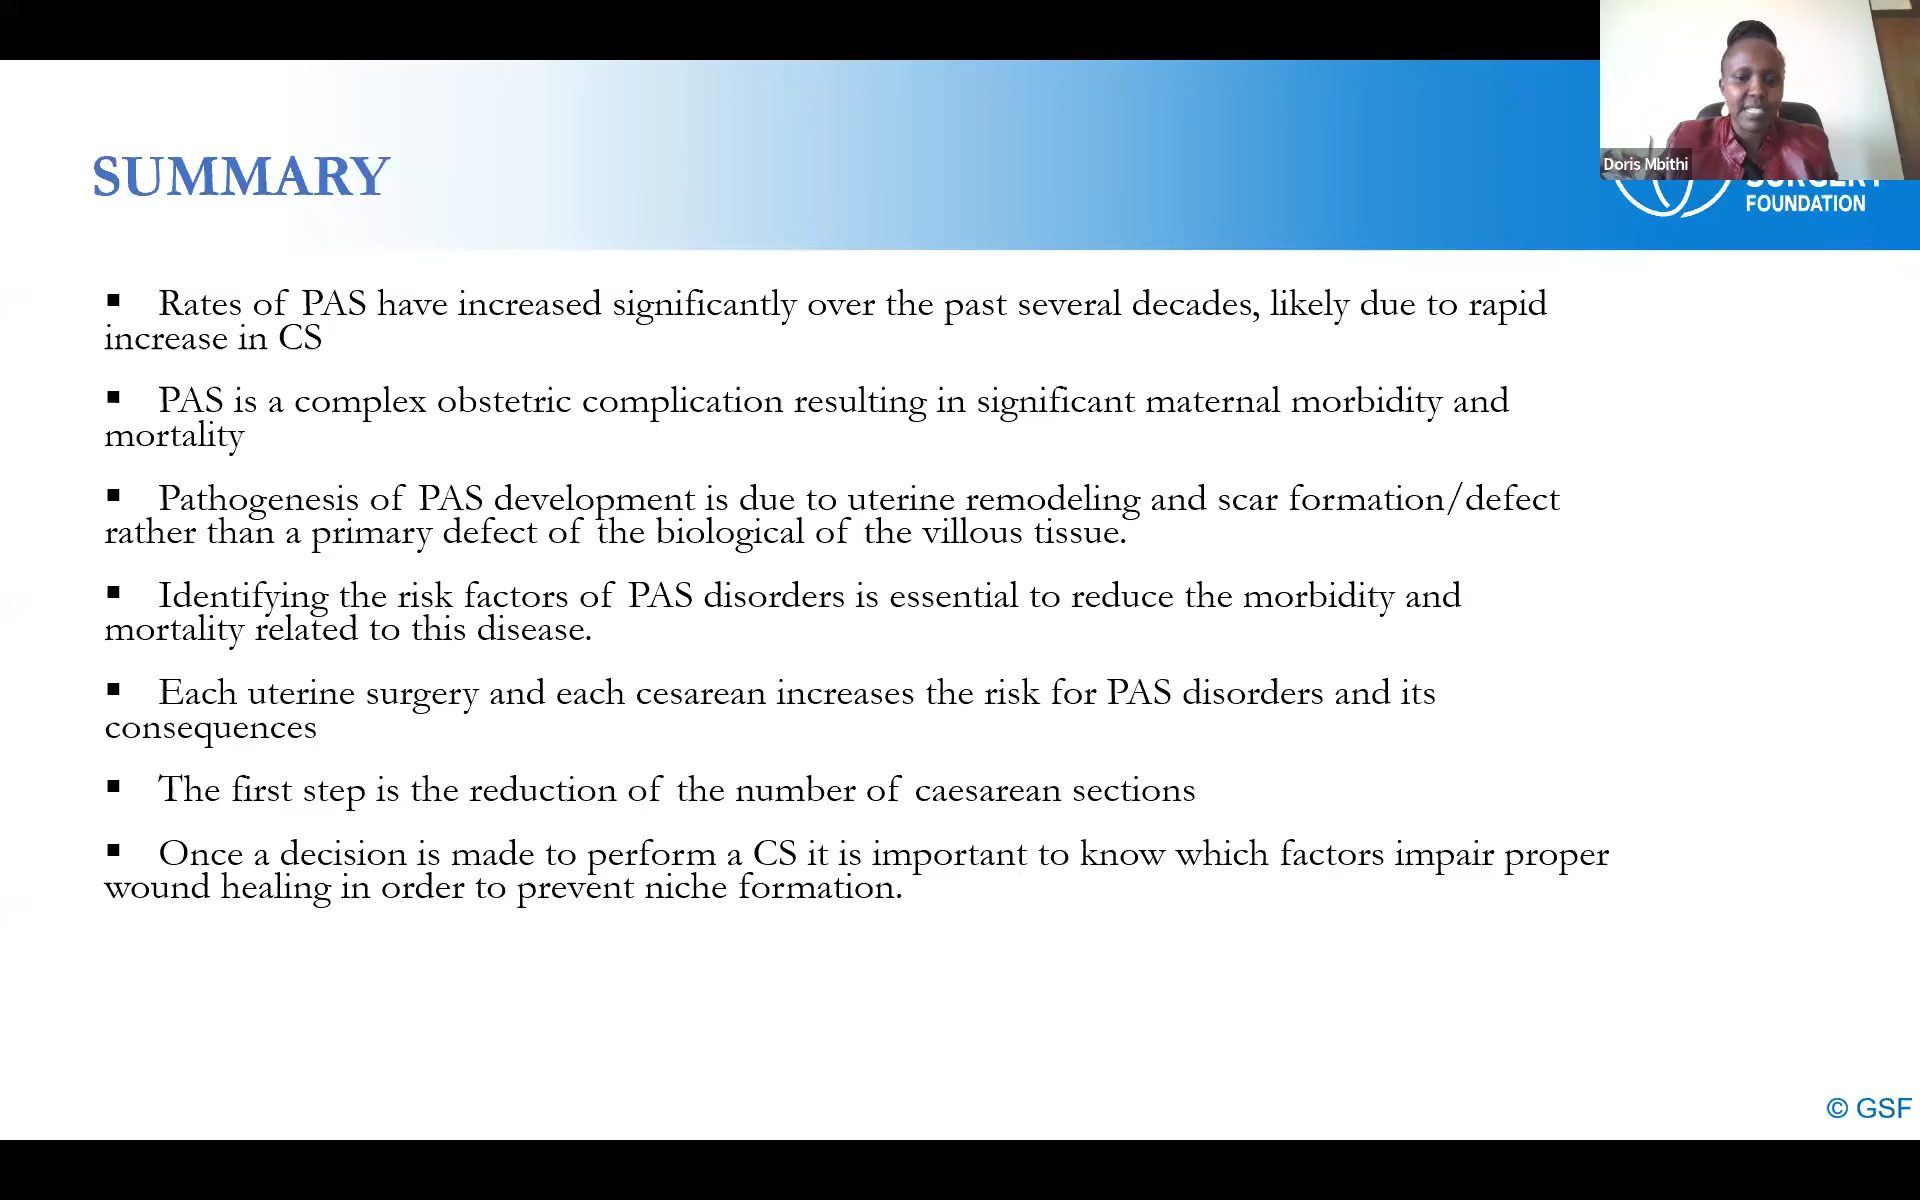 Doris Mbithi
FOUNDATION
SUMMARY
▪ Rates of PAS have increased significantly over the past several decades, likely due to rapid
increase in CS
▪ PAS is a complex obstetric complication resulting in significant maternal morbidity and
mortality
▪ Pathogenesis of PAS development is due to uterine remodeling and scar formation/defect
rather than a primary defect of the biological of the villous tissue.
▪ Identifying the risk factors of PAS disorders is essential to reduce the morbidity and
mortality related to this disease.
▪ Each uterine surgery and each cesarean increases the risk for PAS disorders and its
consequences
▪ The first step is the reduction of the number of caesarean sections
▪ Once a decision is made to perform a CS it is important to know which factors impair proper
wound healing in order to prevent niche formation.
© GSF